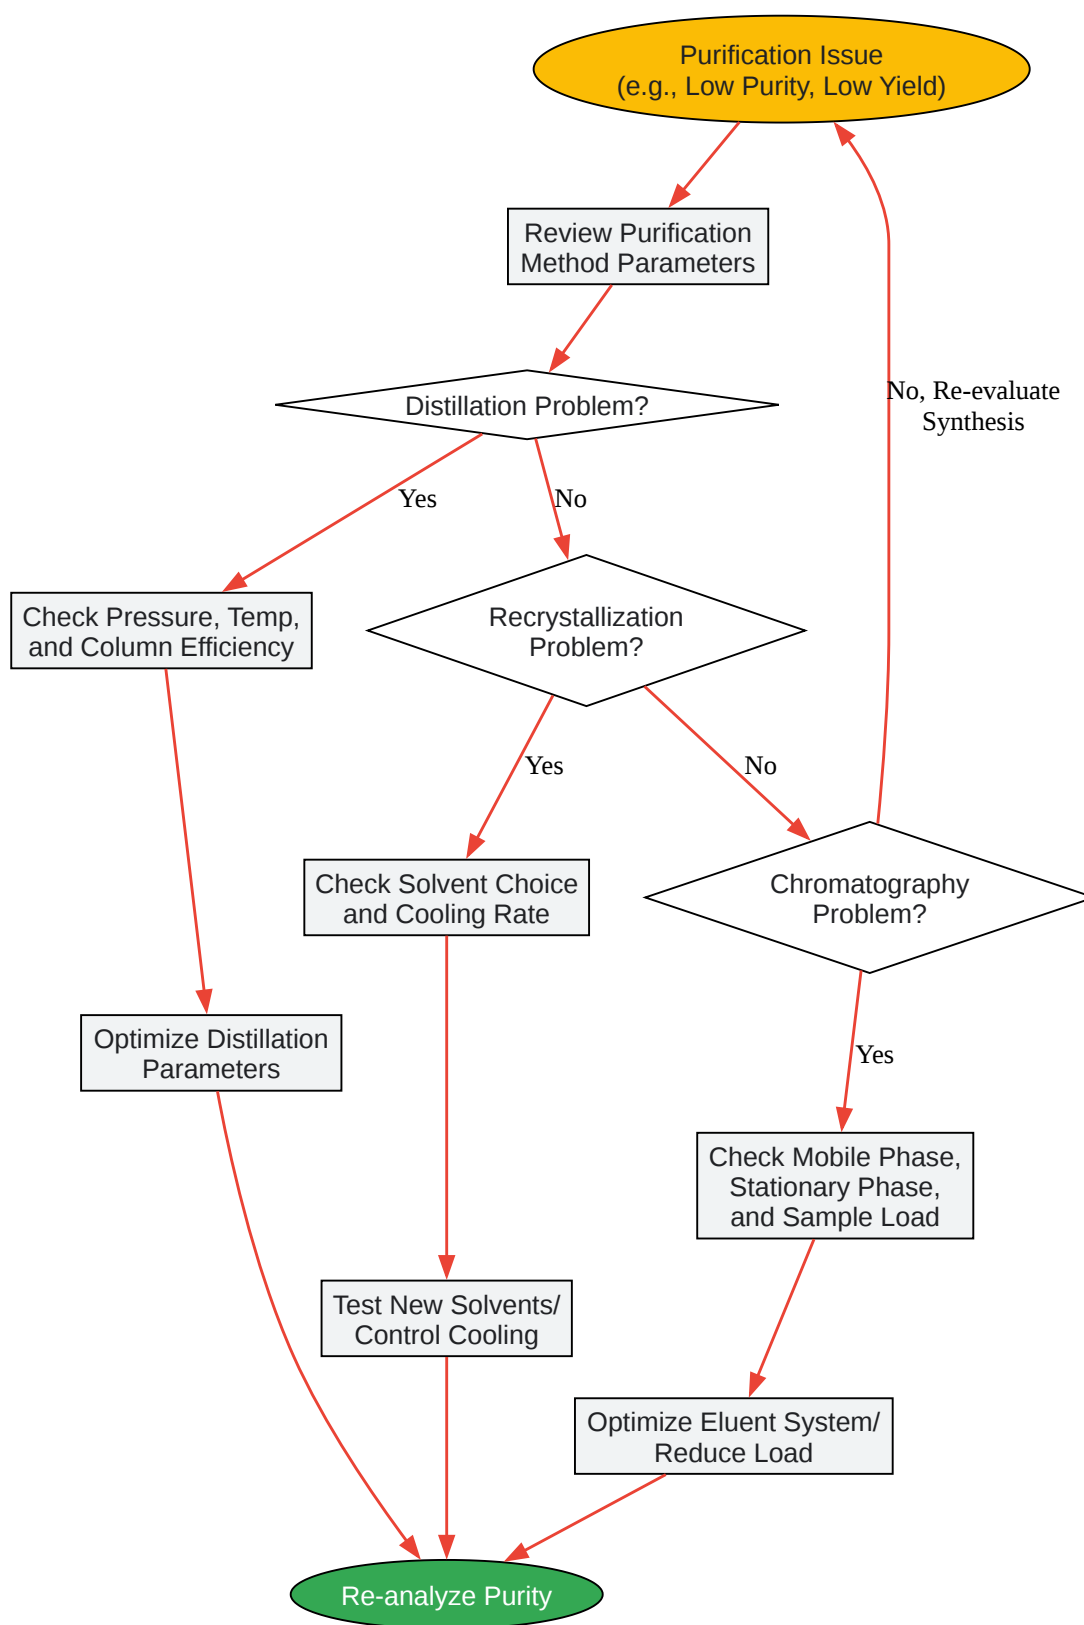 Purification Issue
(e.g., Low Purity, Low Yield)
Review Purification
Method Parameters
No, Re-evaluate
Synthesis
Distillation Problem?
Yes
No
Check Pressure, Temp,
and Column Efficiency
Recrystallization
Problem?
Yes
No
Check Solvent Choice
and Cooling Rate
Chromatography
Problem?
Optimize Distillation
Parameters
Yes
Check Mobile Phase,
Stationary Phase,
and Sample Load
Test New Solvents/
Control Cooling
Optimize Eluent System/
Reduce Load
Re-analyze Purity